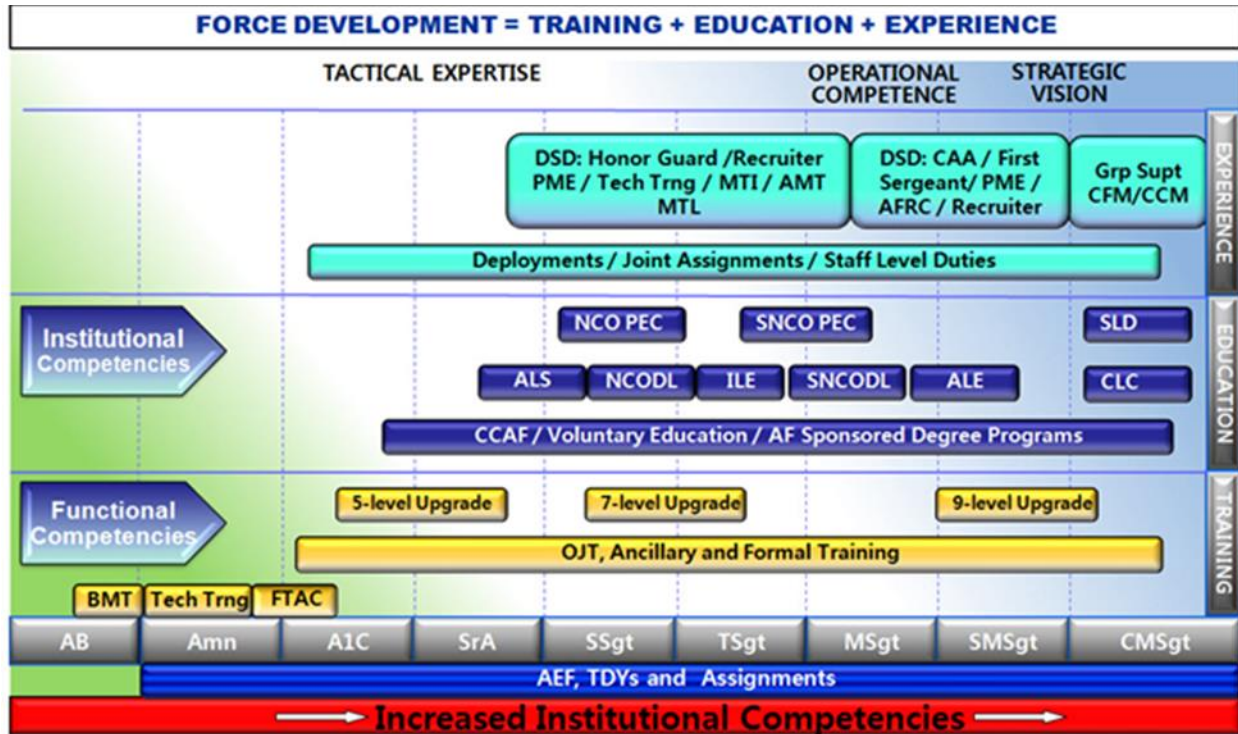 FORCE DEVELOPMENT = TRAINING + EDUCATION + EXPERIENCE
TACTICAL EXPERTISE
OPERATIONAL
COMPETENCE
STRATEGIC
VISION
DSD: Honor Guard /Recruiter
PME / Tech Trng / MTI / AMT
MTL
DSD: CAA / First
Sergeant/ PME /
AFRC / Recruiter
Grp Supt
CFM/CCM
EXPERIENCE
Deployments / Joint Assignments / Staff Level Duties
Institutional
Competencies
NCO PEC
SNCO PEC
SLD
EDUCATION
ALS
NCODL
ILE
SNCODL
ALE
CLC
CCAF / Voluntary Education / AF Sponsored Degree Programs
Functional
Competencies
5-level Upgrade
7-level Upgrade
9-level Upgrade
TRAINING
OJT, Ancillary and Formal Training
BMT
Tech Trng
FTAC
AB
Amn
A1C
SrA
SSgt
TSgt
MSgt
SMSgt
CMSgt
AEF, TDYs and Assignments
Increased Institutional Competencies